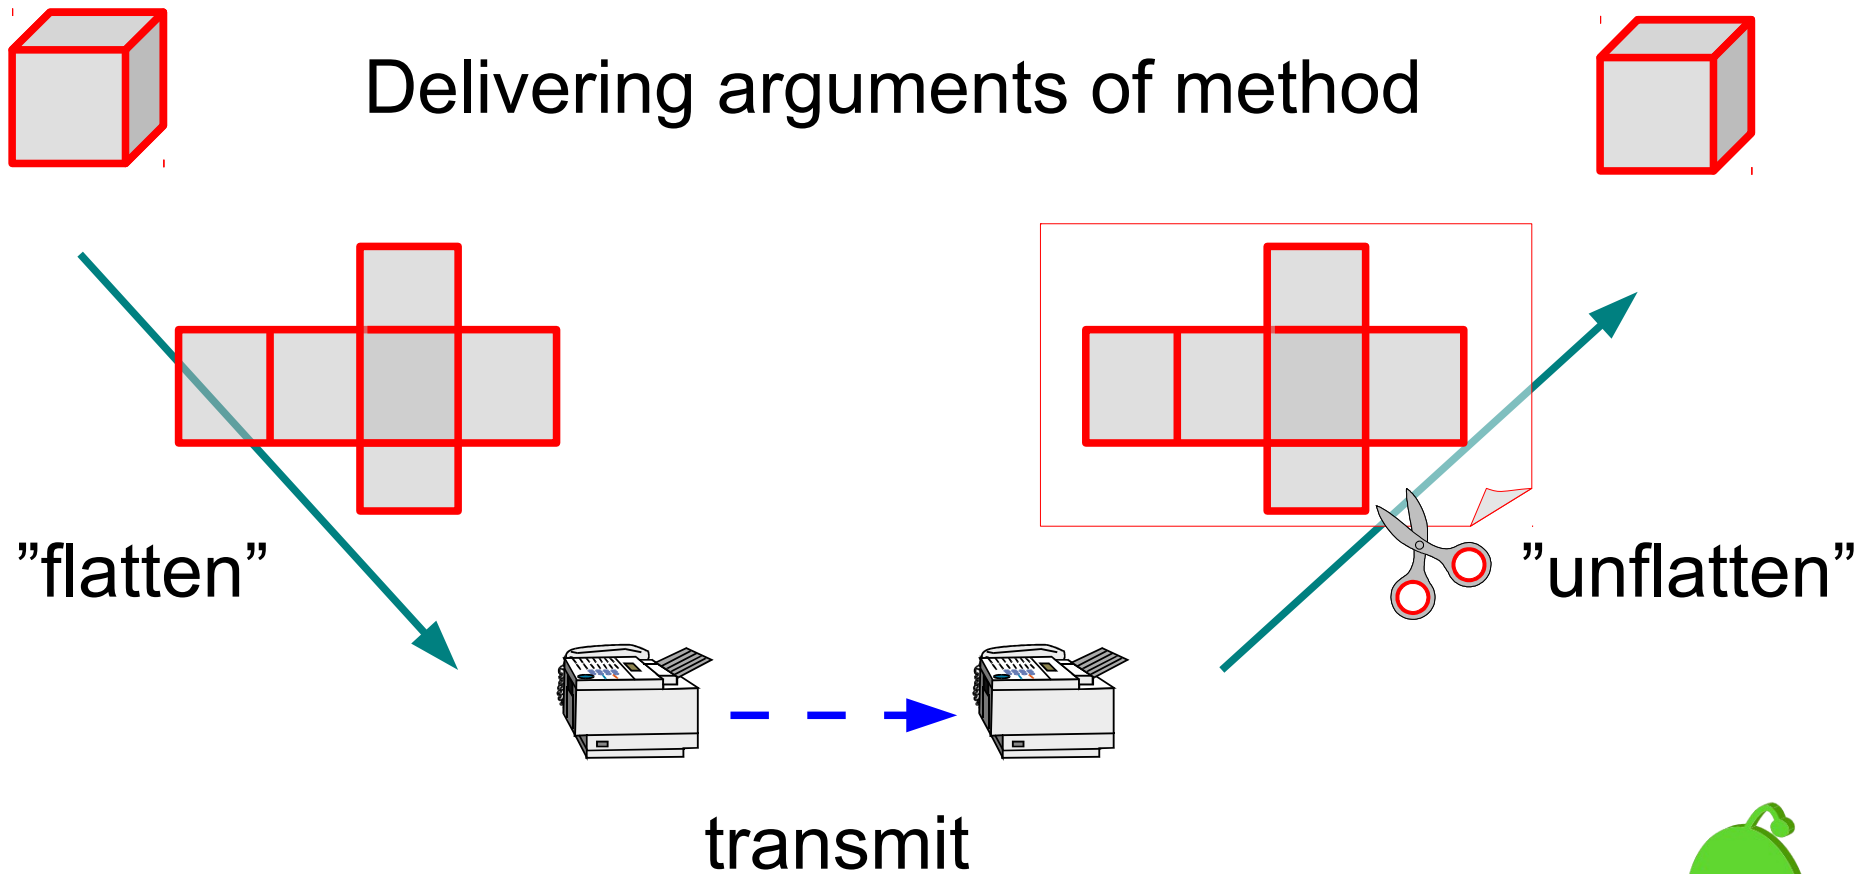 Delivering arguments of method
”flatten”
”unflatten”
transmit